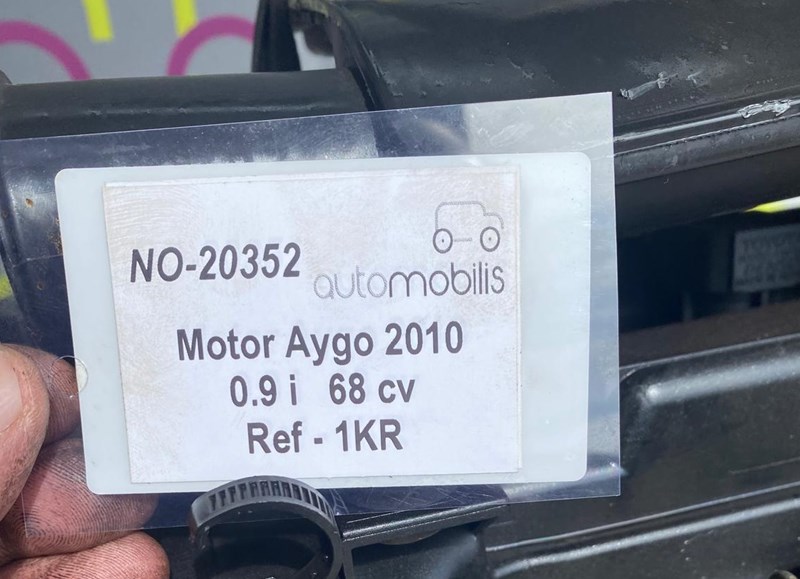 NO-20352
automobilis
Motor Aygo 2010
0.9 i 68 cv
Ref - 1KR